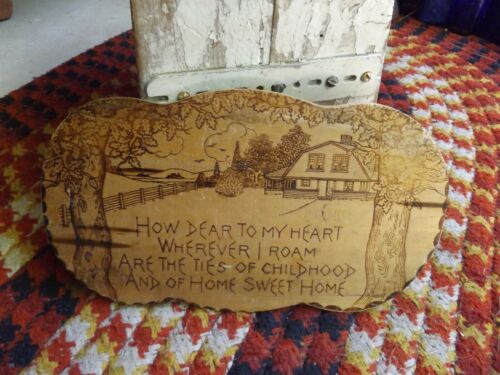 HOW DEAR TO MY HEART
WHEREVER I ROAM
ARE THE TIES OF CHILDHOOD
AND OF HOME SWEET HOME